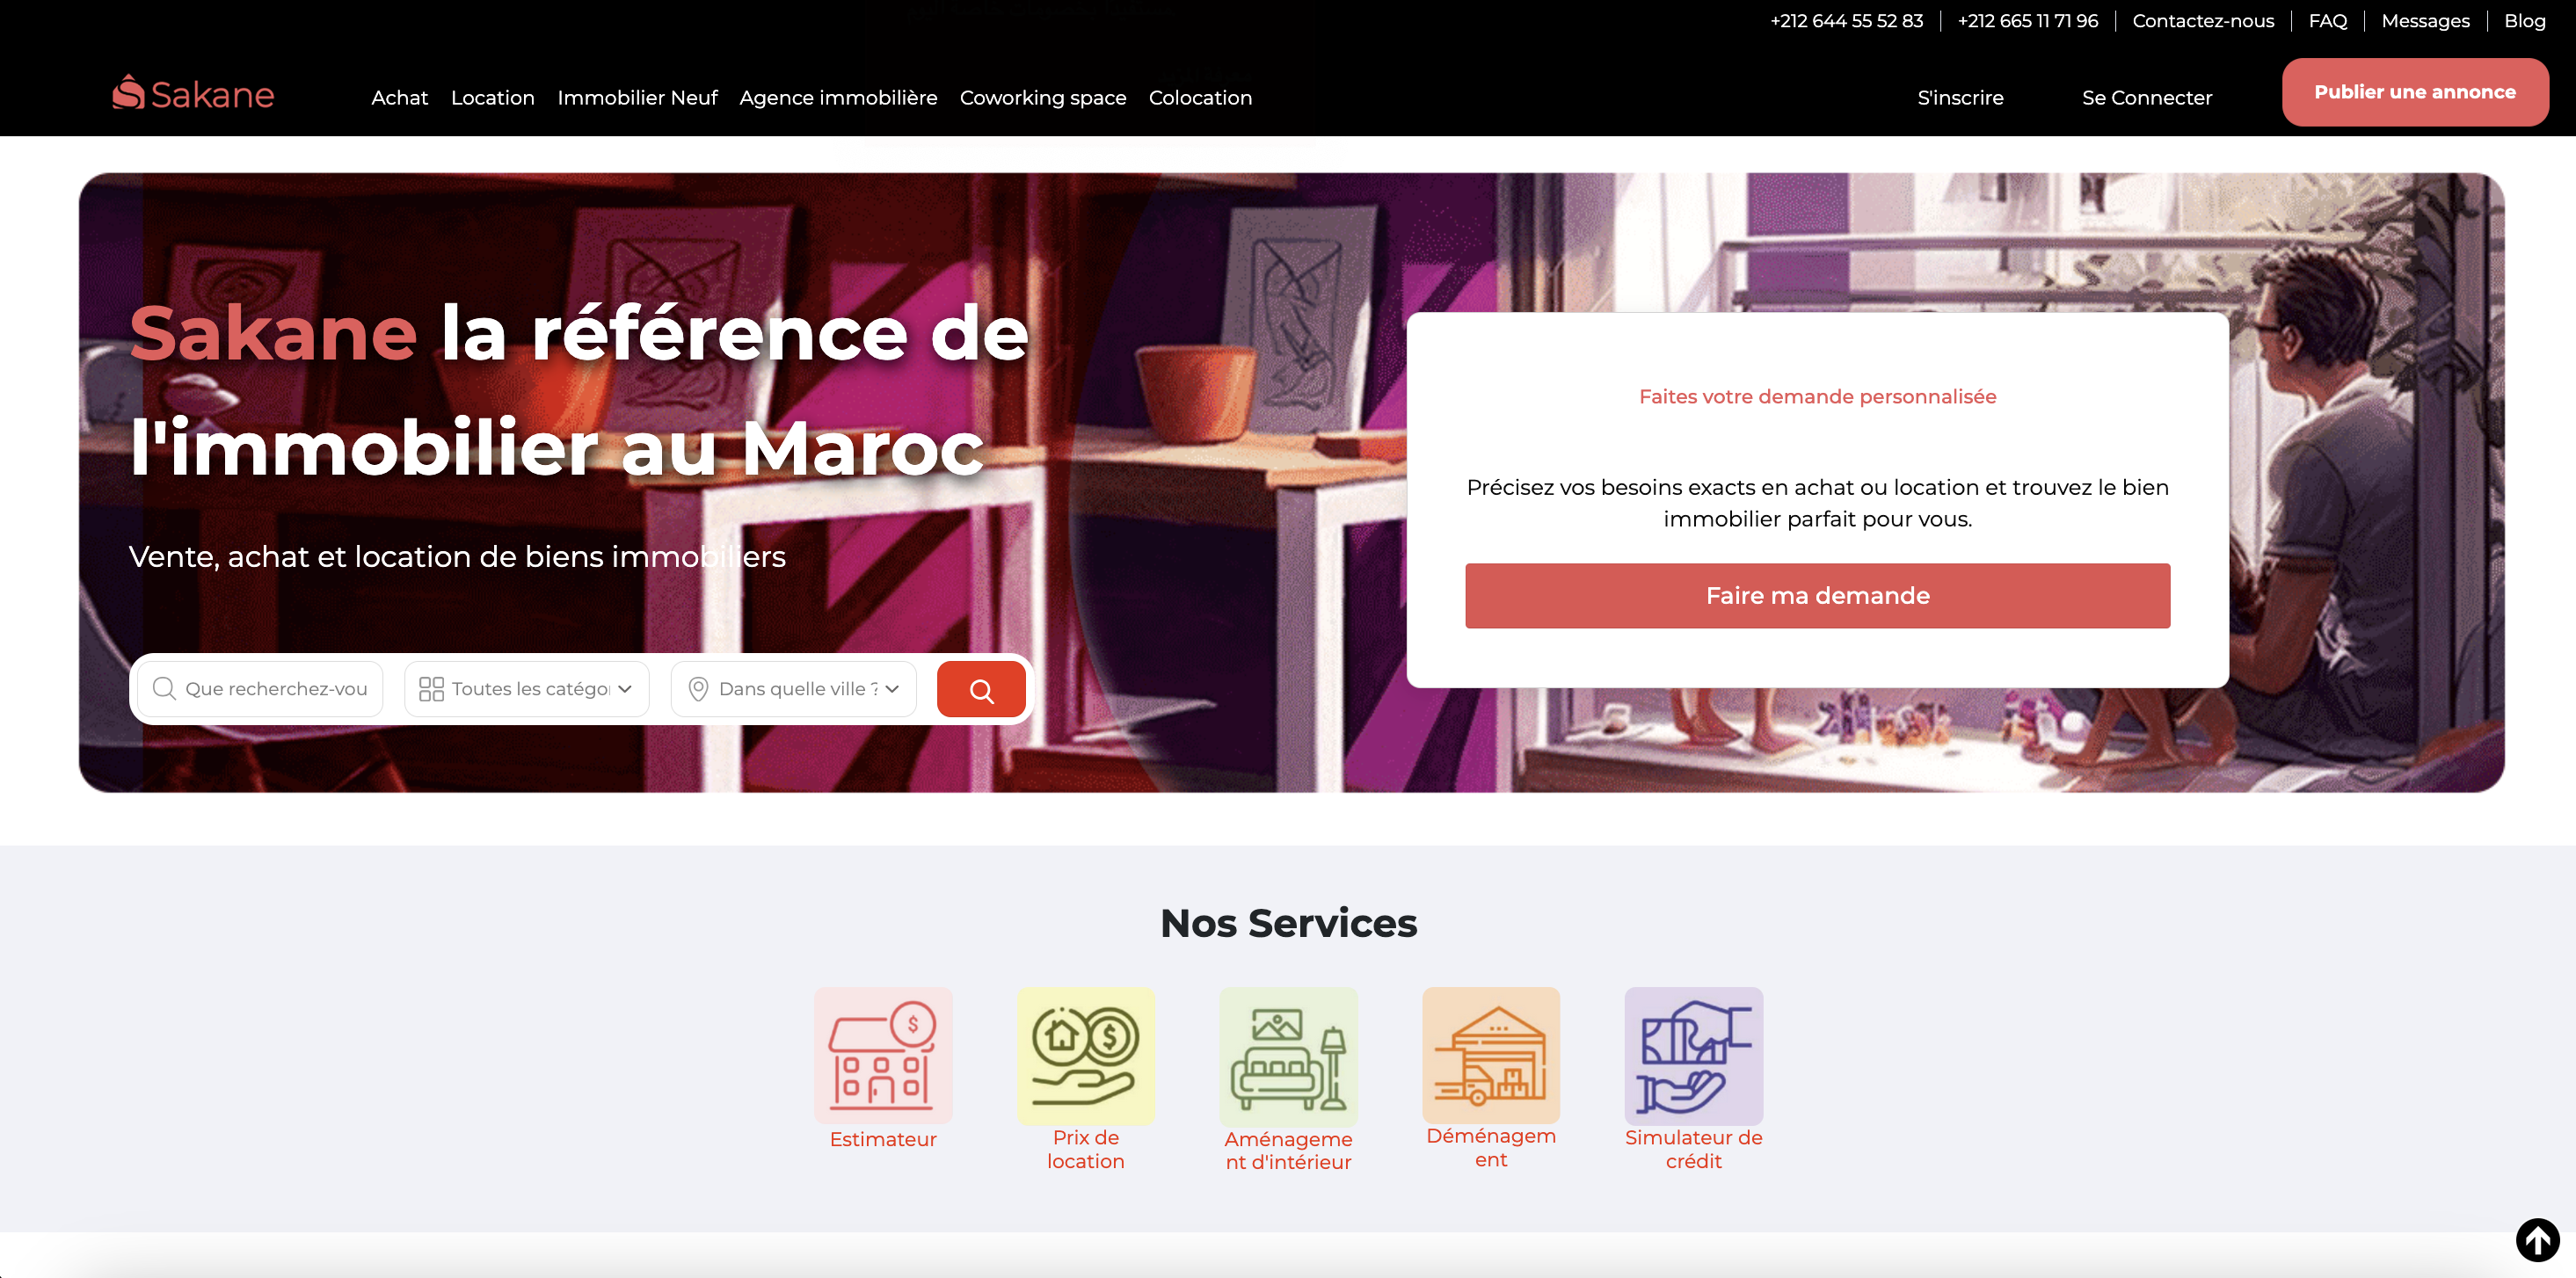 +212 644 55 52 83 | +212 665 11 71 96 | Contactez-nous | FAQ | Messages | Blog
Sakane Achat Location Immobilier Neuf Agence immobilière Coworking space Colocation S'inscrire Se Connecter Publier une annonce
Sakane la référence de
l'immobilier au Maroc
Vente, achat et location de biens immobiliers
Que recherchez-vou Toutes les catégo Dans quelle ville ?
Faites votre demande personnalisée
Précisez vos besoins exacts en achat ou location et trouvez le bien
immobilier parfait pour vous.
Faire ma demande
Nos Services
Estimateur
Prix de
location
Aménageme
nt d'intérieur
Déménagem
ent
Simulateur de
crédit